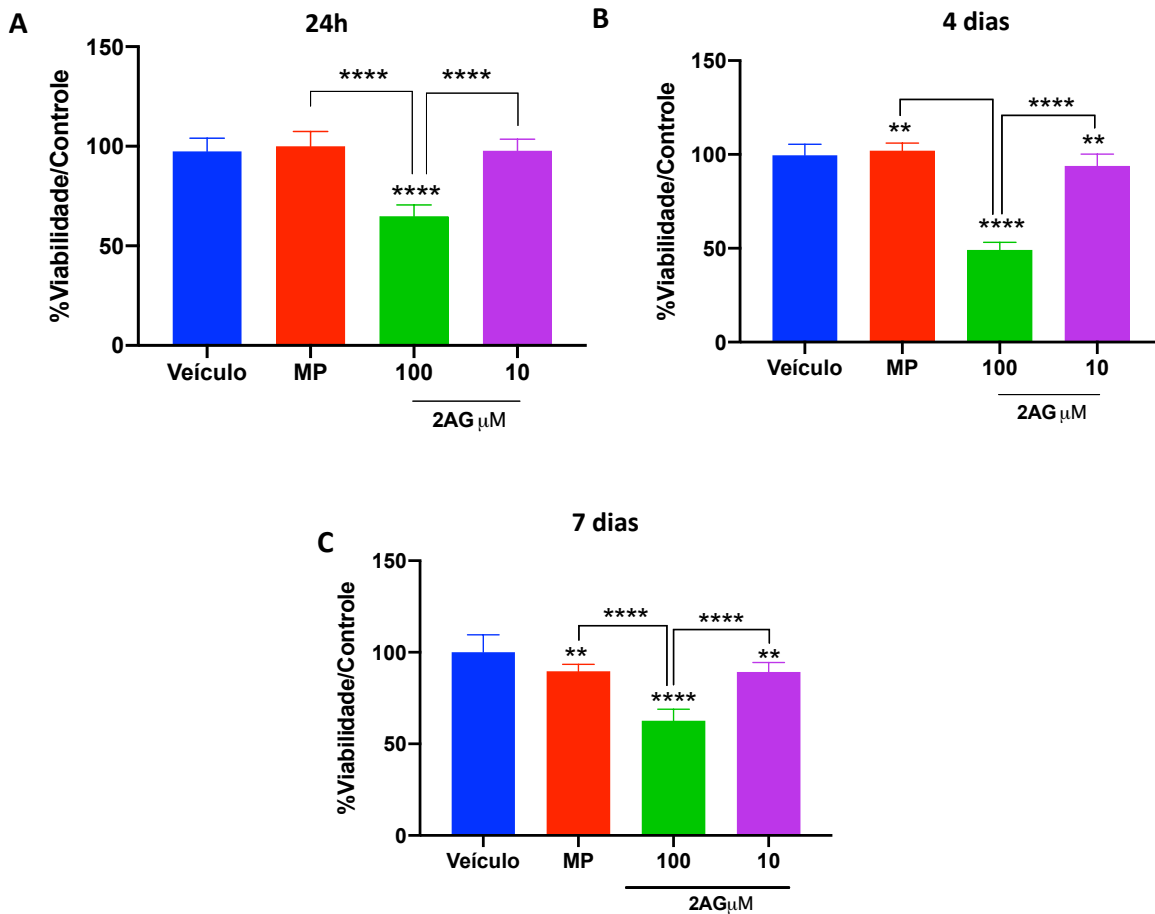 A
24h
%Viabilidade/Controle
150
100
50
0
**** ****
****
Veículo MP 100 10
2AG μM
B
4 dias
%Viabilidade/Controle
150
100
50
0
****
** **
****
Veículo MP 100 10
2AG μM
C
7 dias
%Viabilidade/Controle
150
100
50
0
**** ****
** **
****
Veículo MP 100 10
2AGμM